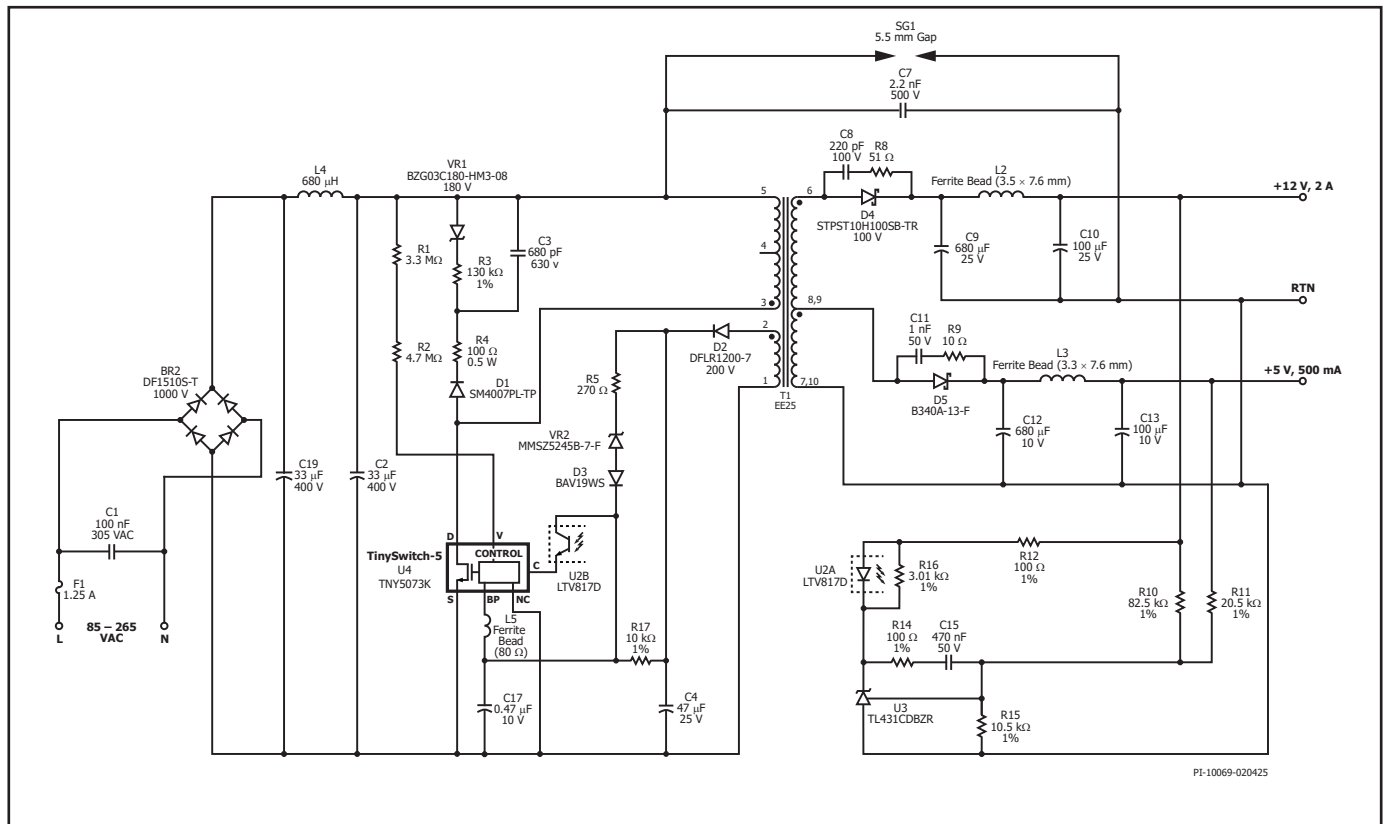 SG1
5.5 mm Gap
C7
2.2 nF
500 V
C8
220 pF
100 V
R8
51 Ω
L2
Ferrite Bead (3.5 × 7.6 mm)
+12 V, 2 A
L4
680 µH
VR1
BZG03C180-HM3-08
180 V
5
6
D4
STPST10H100SB-TR
100 V
C9
680 µF
25 V
C10
100 µF
25 V
R1
3.3 MΩ
C3
680 pF
630 v
R3
130 kΩ
1%
4
3
8,9
RTN
C11
1 nF
50 V
R9
10 Ω
L3
Ferrite Bead (3.3 × 7.6 mm)
R2
4.7 MΩ
R4
100 Ω
0.5 W
2
D2
DFLR1200-7
200 V
BR2
DF1510S-T
1000 V
D1
SM4007PL-TP
R5
270 Ω
1
7,10
T1
EE25
D5
B340A-13-F
+5 V, 500 mA
C12
680 µF
10 V
C13
100 µF
10 V
VR2
MMSZ5245B-7-F
D3
BAV19WS
C19
33 µF
400 V
C2
33 µF
400 V
C1
100 nF
305 VAC
D
V
TinySwitch-5
U4
TNY5073K
CONTROL
C
S
BP
NC
U2B
LTV817D
U2A
LTV817D
R16
3.01 kΩ
1%
R12
100 Ω
1%
R10
82.5 kΩ
1%
R11
20.5 kΩ
1%
F1
1.25 A
L
85 – 265
VAC
N
L5
Ferrite
Bead
(80 Ω)
R17
10 kΩ
1%
R14
100 Ω
1%
C15
470 nF
50 V
C17
0.47 µF
10 V
C4
47 µF
25 V
U3
TL431CDBZR
R15
10.5 kΩ
1%
PI-10069-020425